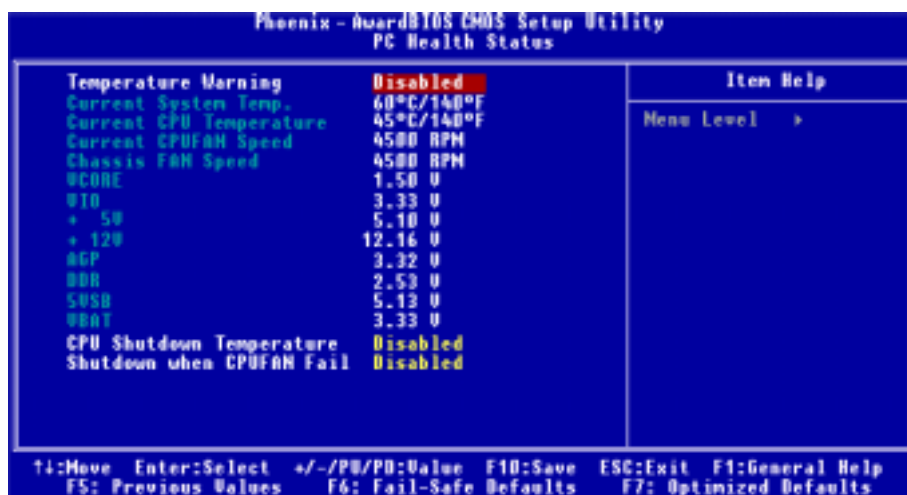 Phoenix - AwardBIOS CMOS Setup Utility
PC Health Status
Temperature Warning Disabled
Current System Temp. 60°C/140°F
Current CPU Temperature 45°C/140°F
Current CPUFAN Speed 4500 RPM
Chassis FAN Speed 4500 RPM
VCORE 1.50 V
VIO 3.33 V
+ 5V 5.10 V
+ 12V 12.16 V
AGP 3.32 V
DDR 2.53 V
5VSB 5.13 V
VBAT 3.33 V
CPU Shutdown Temperature Disabled
Shutdown when CPUFAN Fail Disabled
Item Help
Menu Level ▸
↑↓:Move Enter:Select +/-/PU/PD:Value F10:Save ESC:Exit F1:General Help
F5: Previous Values F6: Fail-Safe Defaults F7: Optimized Defaults